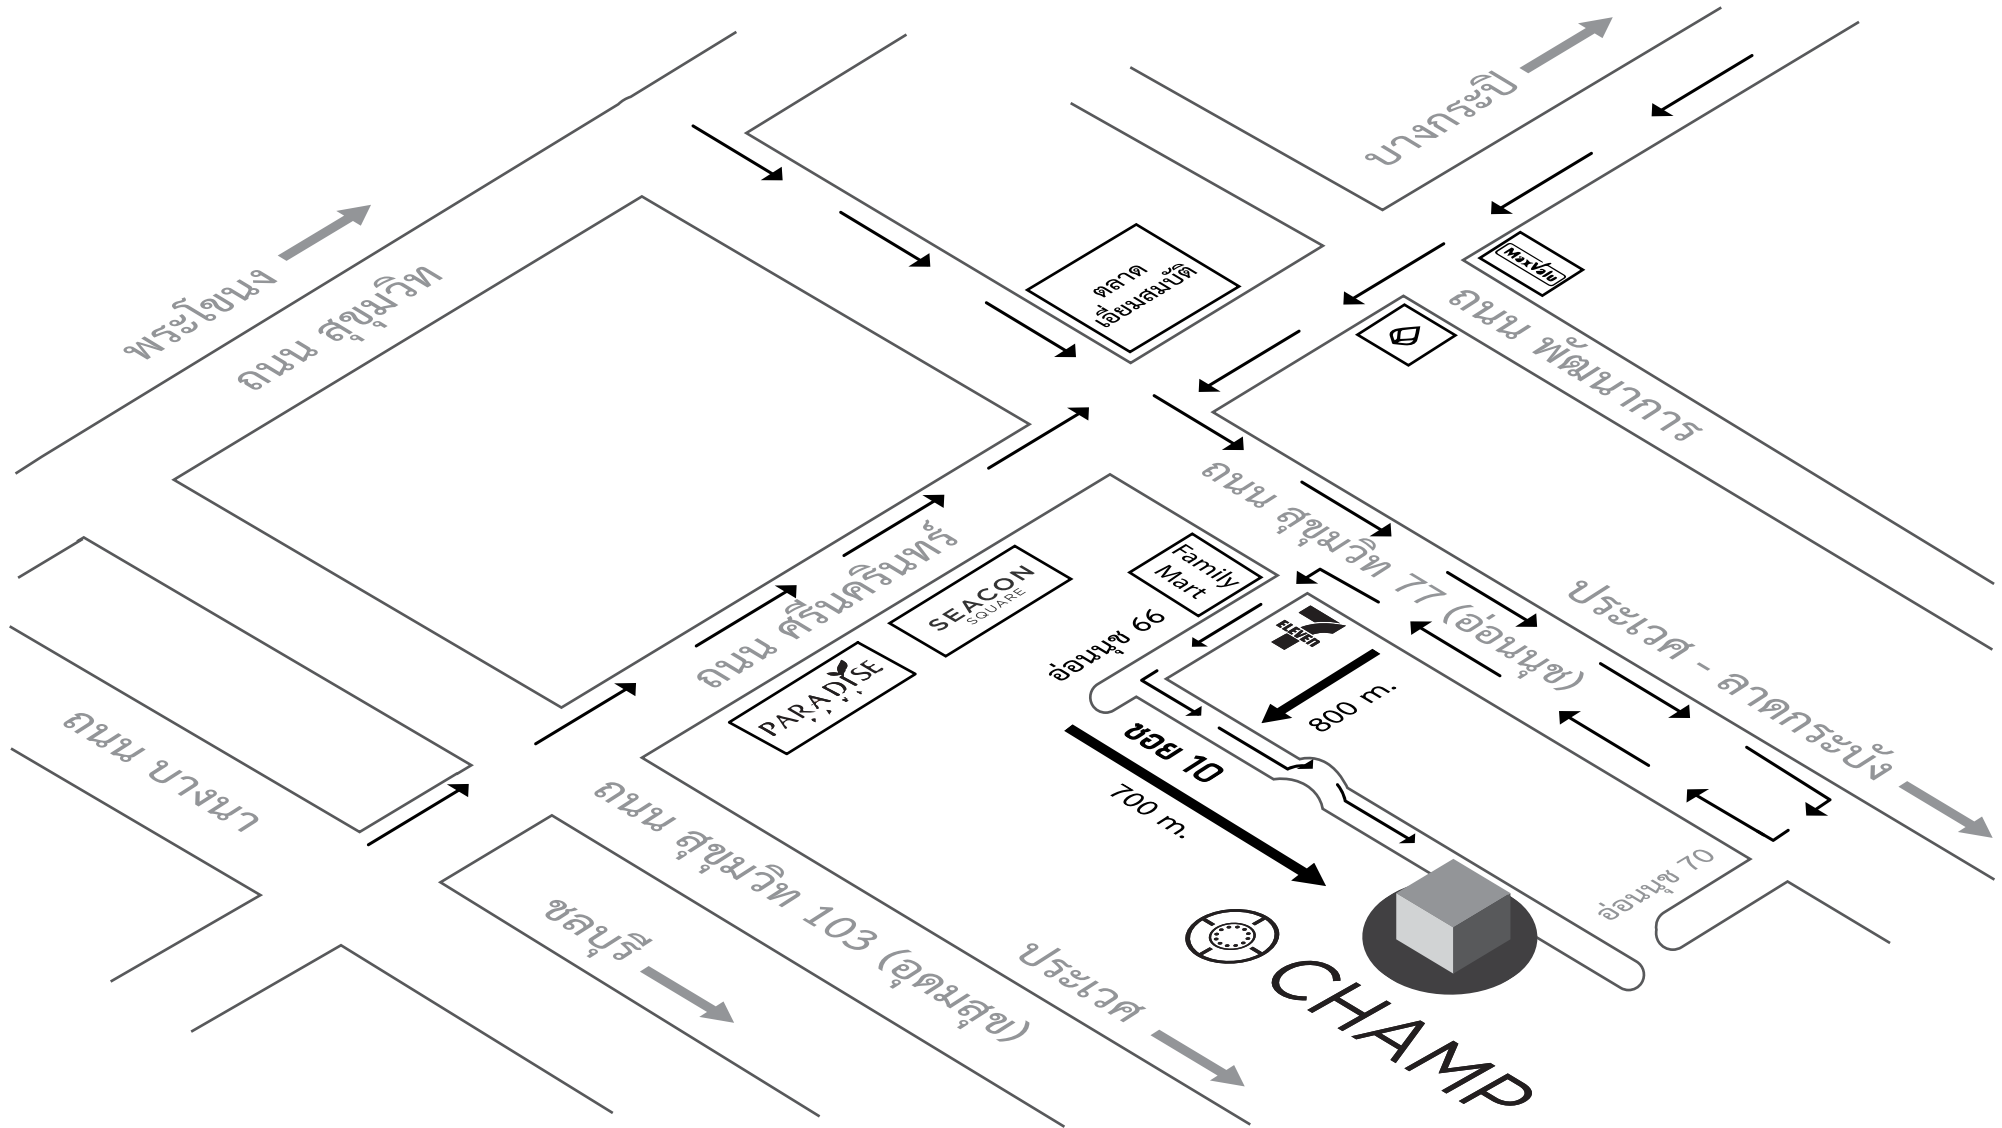 บางกระปิ
พระโขนง
ถนน สุขุมวิท
ตลาด
เอี่ยมสมบัติ
MaxValu
ถนน พัฒนาการ
ถนน สุขุมวิท 77 (อ่อนนุช)
ประเวศ - ลาดกระบัง
ถนน ศรีนครินทร์
SEACON
SQUARE
PARADISE
Family
Mart
อ่อนนุช 66
7
ELEVEN
800 m.
ซอย 10
700 m.
ถนน บางนา
ถนน สุขุมวิท 103 (อุดมสุข)
ชลบุรี
ประเวศ
อ่อนนุช 70
CHAMP